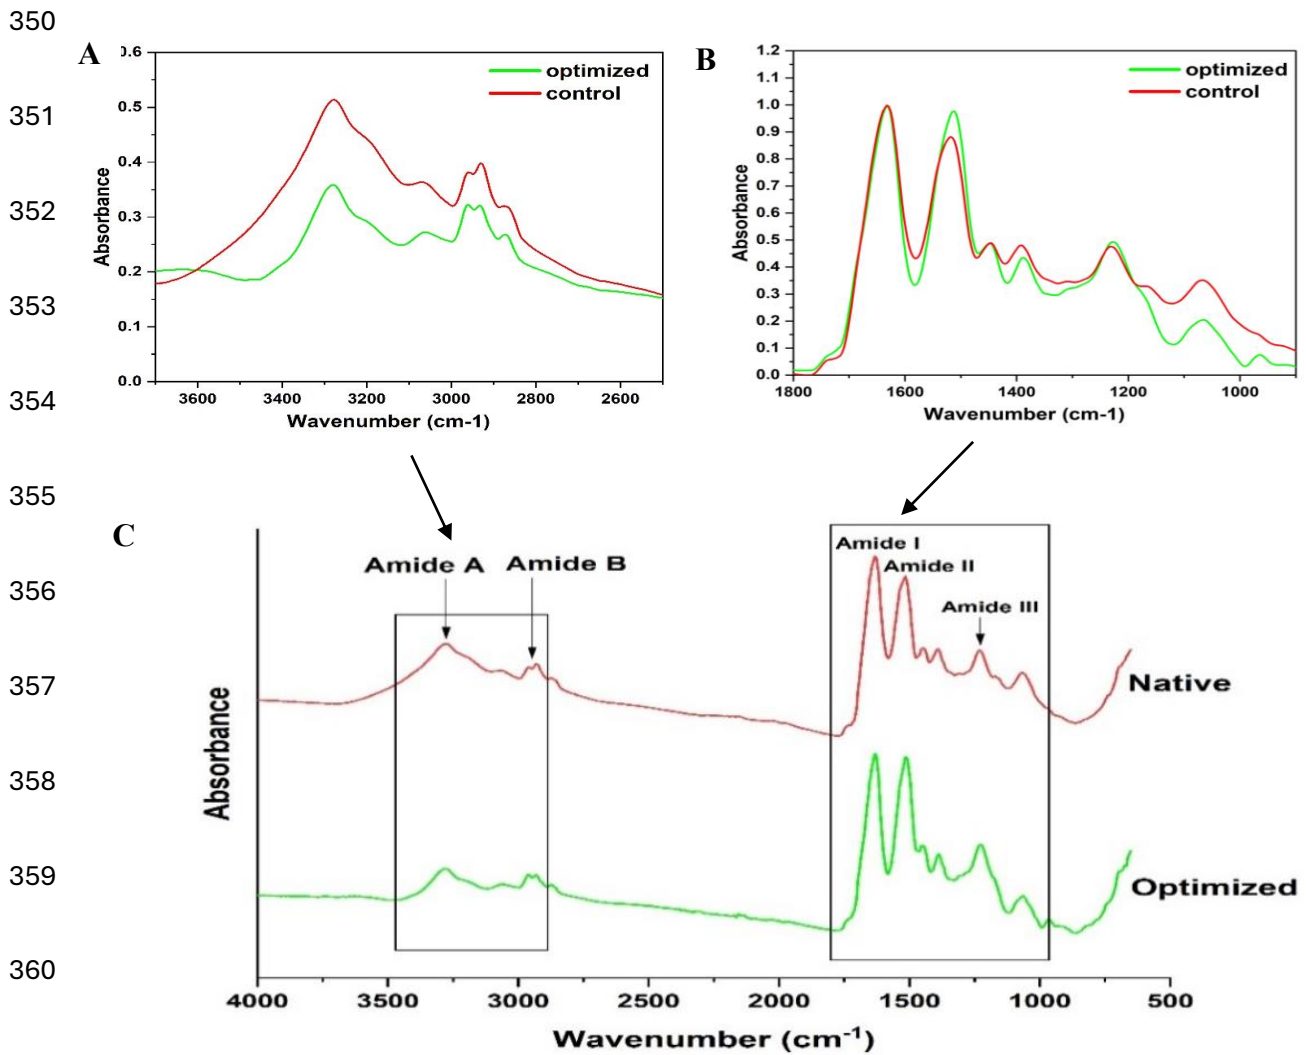 350
A
0.6
optimized
control
0.5
0.4
0.3
0.2
0.1
0.0
Absorbance
3600 3400 3200 3000 2800 2600
Wavenumber (cm-1)
B
1.2
optimized
control
1.1
1.0
0.9
0.8
0.7
0.6
0.5
0.4
0.3
0.2
0.1
0.0
Absorbance
1800 1600 1400 1200 1000
Wavenumber (cm-1)
351
352
353
354
355
C
Amide A Amide B
Amide I
Amide II
Amide III
356
357
Native
358
Absorbance
359
Optimized
360
4000 3500 3000 2500 2000 1500 1000 500
Wavenumber (cm-1)